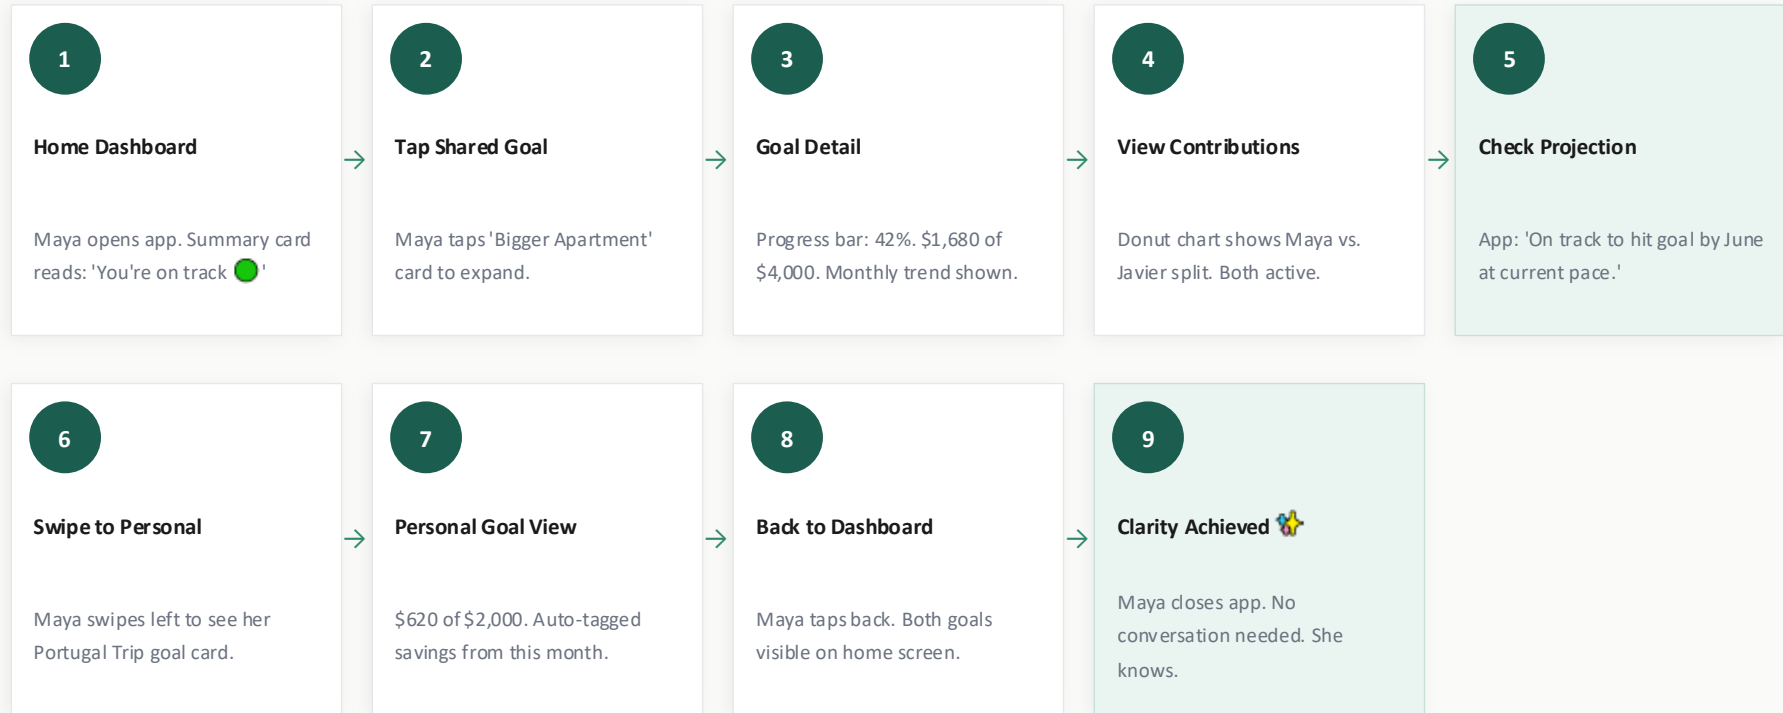 1
Home Dashboard
Maya opens app. Summary card
reads: 'You're on track 🟢'
2
Tap Shared Goal
Maya taps 'Bigger Apartment'
card to expand.
3
Goal Detail
Progress bar: 42%. $1,680 of
$4,000. Monthly trend shown.
4
View Contributions
Donut chart shows Maya vs.
Javier split. Both active.
5
Check Projection
App: 'On track to hit goal by June
at current pace.'
6
Swipe to Personal
Maya swipes left to see her
Portugal Trip goal card.
7
Personal Goal View
$620 of $2,000. Auto-tagged
savings from this month.
8
Back to Dashboard
Maya taps back. Both goals
visible on home screen.
9
Clarity Achieved ✨
Maya closes app. No
conversation needed. She
knows.